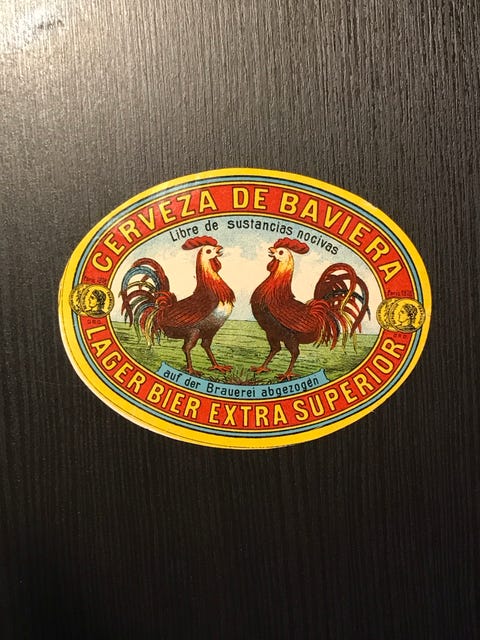 CERVEZA DE BAVIERA
Libre de sustancias nocivas
auf der Brauerei abgezogen
LAGER BIER EXTRA SUPERIOR